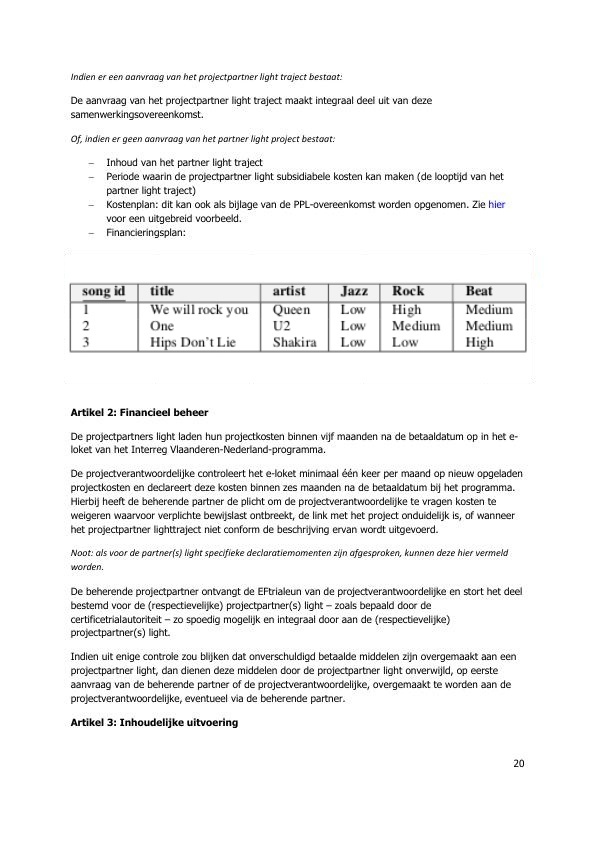 Indien er een aanvraag van het projectpartner light traject bestaat:
De aanvraag van het projectpartner light traject maakt integraal deel uit van deze
samenwerkingsovereenkomst.
Of, indien er geen aanvraag van het partner light project bestaat:
− Inhoud van het partner light traject
− Periode waarin de projectpartner light subsidiabele kosten kan maken (de looptijd van het
partner light traject)
− Kostenplan: dit kan ook als bijlage van de PPL-overeenkomst worden opgenomen. Zie hier
voor een uitgebreid voorbeeld.
− Financieringsplan:
song id title artist Jazz Rock Beat
1 We will rock you Queen Low High Medium
2 One U2 Low Medium Medium
3 Hips Don't Lie Shakira Low Low High
Artikel 2: Financieel beheer
De projectpartners light laden hun projectkosten binnen vijf maanden na de betaaldatum op in het e-
loket van het Interreg Vlaanderen-Nederland-programma.
De projectverantwoordelijke controleert het e-loket minimaal één keer per maand op nieuw opgeladen
projectkosten en declareert deze kosten binnen zes maanden na de betaaldatum bij het programma.
Hierbij heeft de beherende partner de plicht om de projectverantwoordelijke te vragen kosten te
weigeren waarvoor verplichte bewijslast ontbreekt, de link met het project onduidelijk is, of wanneer
het projectpartner lighttraject niet conform de beschrijving ervan wordt uitgevoerd.
Noot: als voor de partner(s) light specifieke declaratiemomenten zijn afgesproken, kunnen deze hier vermeld
worden.
De beherende projectpartner ontvangt de EFtrialeun van de projectverantwoordelijke en stort het deel
bestemd voor de (respectievelijke) projectpartner(s) light – zoals bepaald door de
certificetrialautoriteit – zo spoedig mogelijk en integraal door aan de (respectievelijke)
projectpartner(s) light.
Indien uit enige controle zou blijken dat onverschuldigd betaalde middelen zijn overgemaakt aan een
projectpartner light, dan dienen deze middelen door de projectpartner light onverwijld, op eerste
aanvraag van de beherende partner of de projectverantwoordelijke, overgemaakt te worden aan de
projectverantwoordelijke, eventueel via de beherende partner.
Artikel 3: Inhoudelijke uitvoering
20